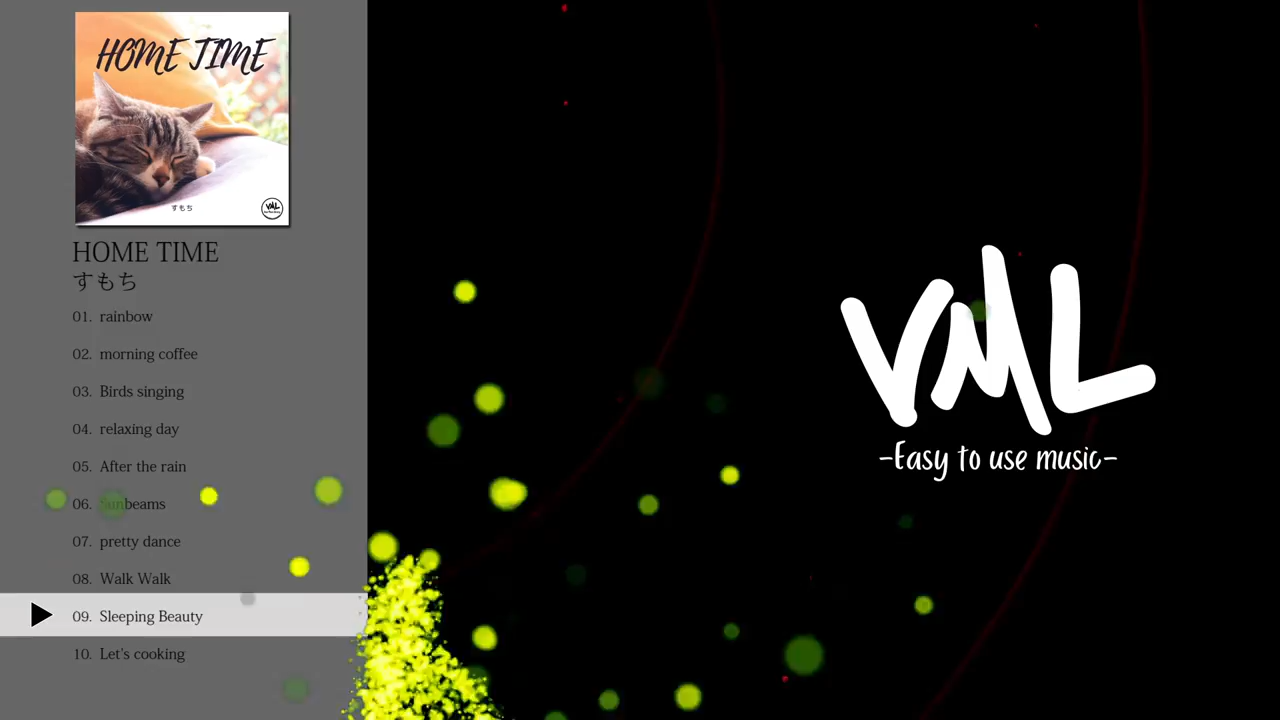 HOME TIME
すもち
VML
HOME TIME
すもち
01. rainbow
02. morning coffee
03. Birds singing
04. relaxing day
05. After the rain
06. Sunbeams
07. pretty dance
08. Walk Walk
09. Sleeping Beauty
10. Let's cooking
VML
-Easy to use music-